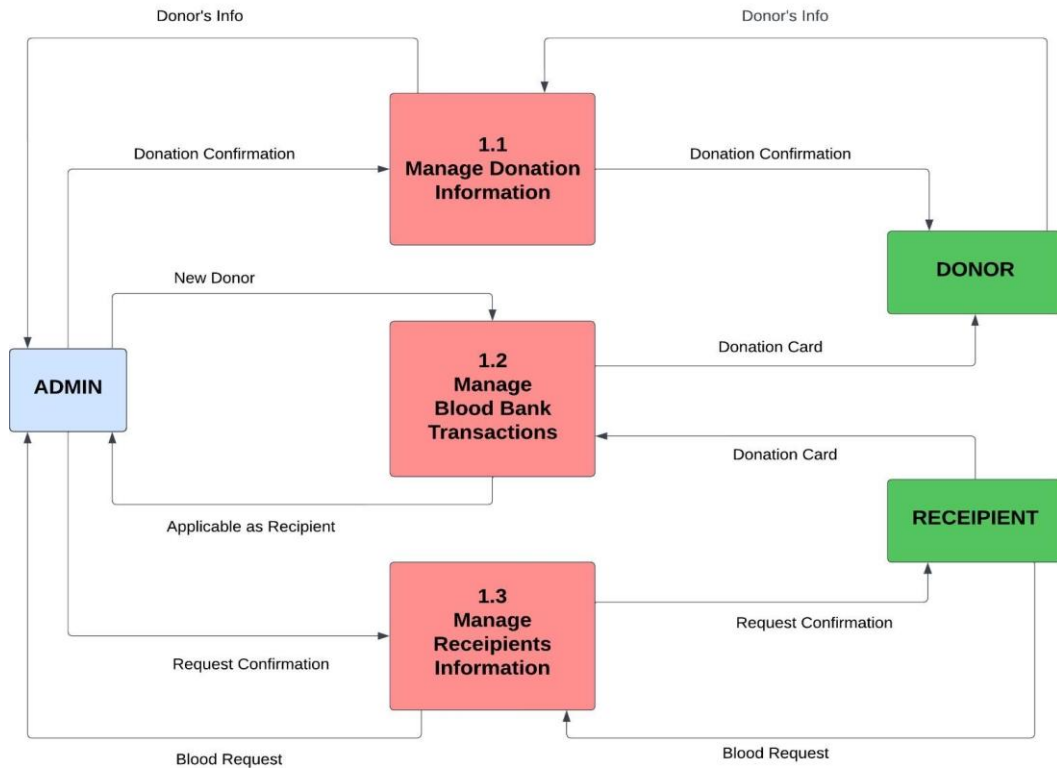 Donor's Info
Donor's Info
1.1
Manage Donation
Information
Donation Confirmation
Donation Confirmation
DONOR
New Donor
1.2
Manage
Blood Bank
Transactions
Donation Card
ADMIN
Donation Card
RECEIPIENT
Applicable as Recipient
1.3
Manage
Receipients
Information
Request Confirmation
Request Confirmation
Blood Request
Blood Request